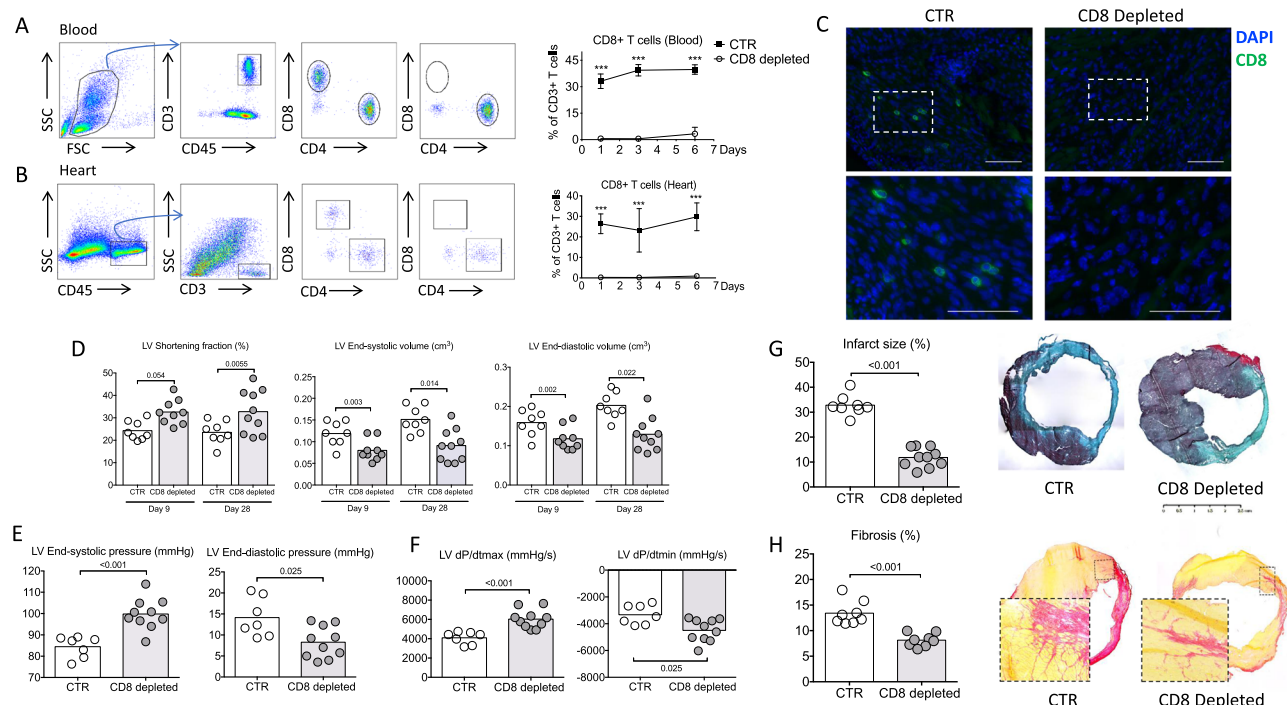 A
Blood
SSC
FSC
CD3
CD45
CD8
CD4
CD8
CD4
CD8+ T cells (Blood)
CTR
CD8 depleted
% of CD3+ T cells
45
30
15
0
*** *** ***
0 1 2 3 4 5 6 7 Days
B
Heart
SSC
CD45
SSC
CD3
CD8
CD4
CD8
CD4
CD8+ T cells (Heart)
% of CD3+ T cells
40
30
20
10
0
*** *** ***
0 1 2 3 4 5 6 7 Days
C
CTR
CD8 Depleted
DAPI
CD8
D
LV Shortening fraction (%)
50
40
30
20
10
0
0.054
0.0055
CTR CD8 depleted CTR CD8 depleted
Day 9 Day 28
LV End-systolic volume (cm³)
0.25
0.20
0.15
0.10
0.05
0.00
0.003
0.014
CTR CD8 depleted CTR CD8 depleted
Day 9 Day 28
LV End-diastolic volume (cm³)
0.3
0.2
0.1
0.0
0.002
0.022
CTR CD8 depleted CTR CD8 depleted
Day 9 Day 28
E
LV End-systolic pressure (mmHg)
120
110
100
90
80
70
<0.001
CTR CD8 depleted
LV End-diastolic pressure (mmHg)
25
20
15
10
5
0
0.025
CTR CD8 depleted
F
LV dP/dtmax (mmHg/s)
10000
8000
6000
4000
2000
0
<0.001
CTR CD8 depleted
LV dP/dtmin (mmHg/s)
0
-2000
-4000
-6000
-8000
0.025
CTR CD8 depleted
G
Infarct size (%)
50
40
30
20
10
0
<0.001
CTR CD8 depleted
CTR
CD8 Depleted
H
Fibrosis (%)
25
20
15
10
5
0
<0.001
CTR CD8 depleted
CTR
CD8 Depleted